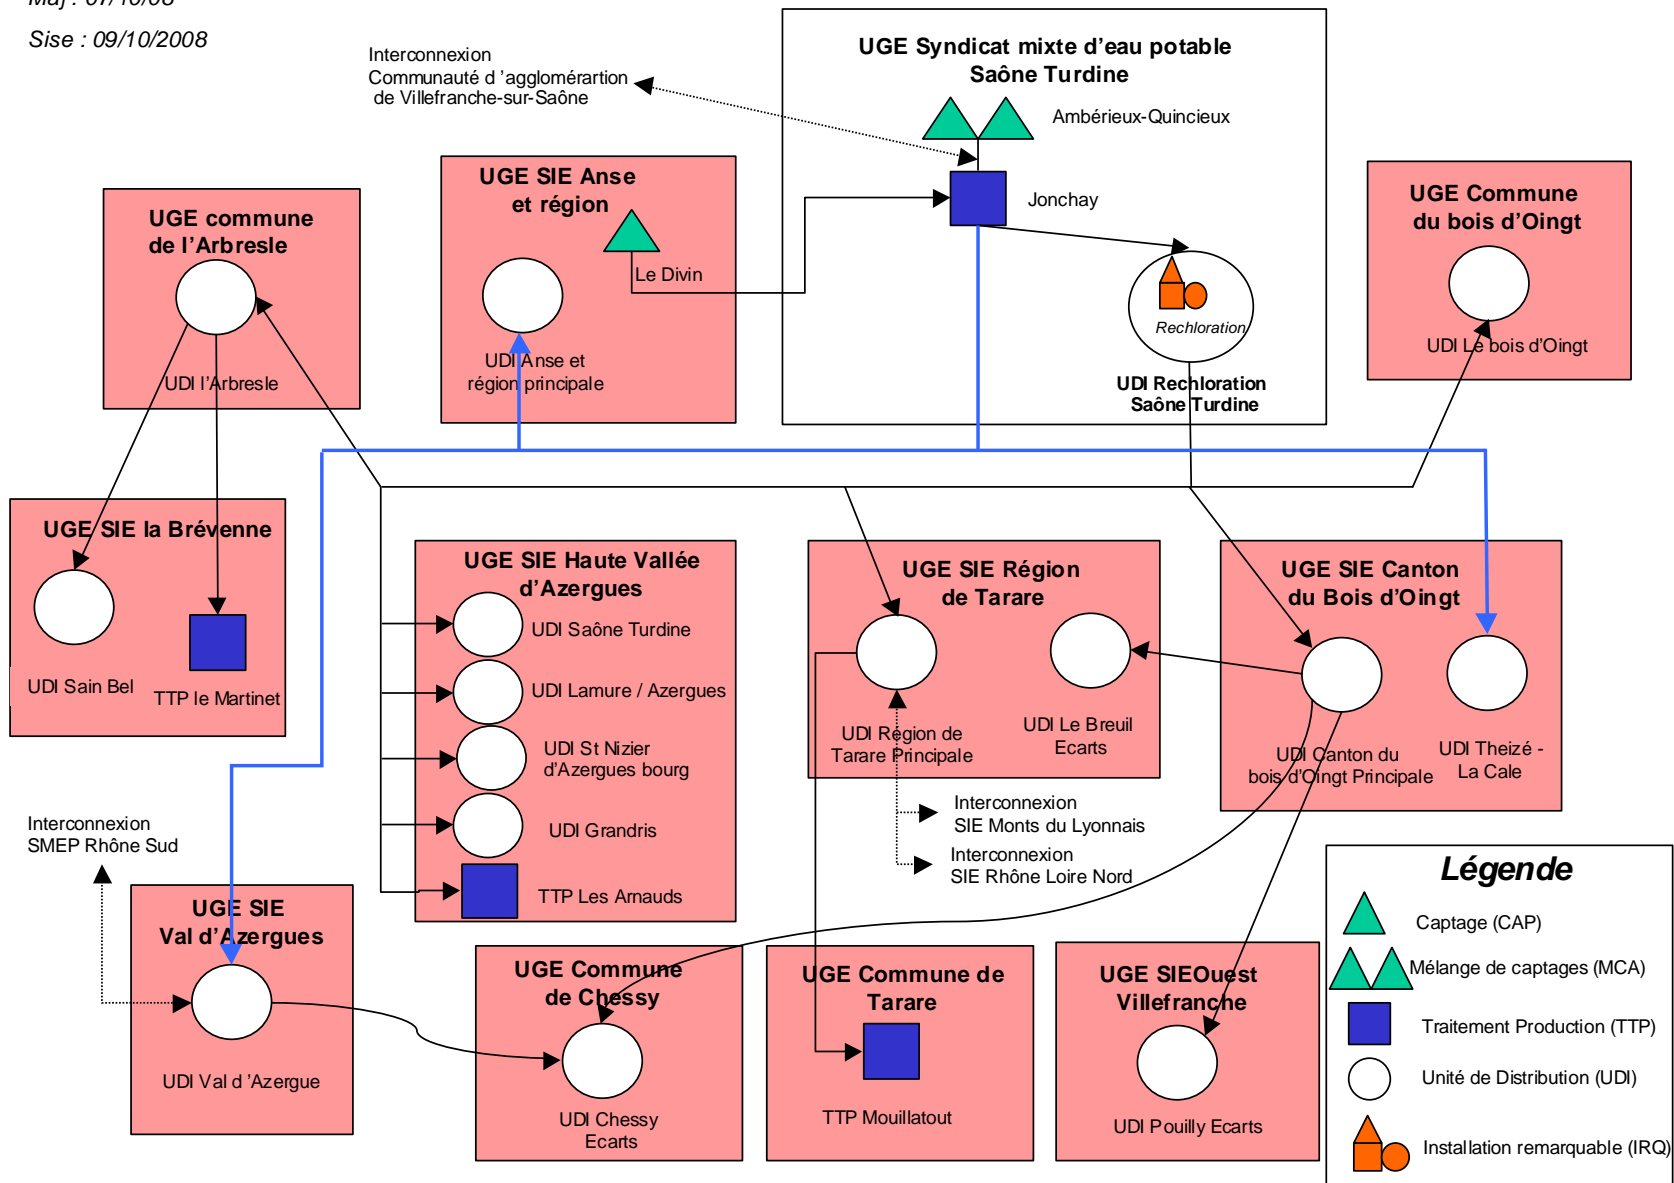 Maj : 07/10/08
Sise : 09/10/2008
Interconnexion
Communauté d 'agglomérartion
de Villefranche-sur-Saône
UGE Syndicat mixte d'eau potable
Saône Turdine
Ambérieux-Quincieux
Jonchay
Rechloration
UDI Rechloration
Saône Turdine
UGE SIE Anse
et région
Le Divin
UDI Anse et
région principale
UGE commune
de l'Arbresle
UDI l'Arbresle
UGE Commune
du bois d'Oingt
UDI Le bois d'Oingt
UGE SIE la Brévenne
UDI Sain Bel
TTP le Martinet
UGE SIE Haute Vallée
d'Azergues
UDI Saône Turdine
UDI Lamure / Azergues
UDI St Nizier
d'Azergues bourg
UDI Grandris
TTP Les Arnauds
UGE SIE Région
de Tarare
UDI Région de
Tarare Principale
UDI Le Breuil
Ecarts
UGE SIE Canton
du Bois d'Oingt
UDI Canton du
bois d'Oingt Principale
UDI Theizé -
La Cale
Interconnexion
SIE Monts du Lyonnais
Interconnexion
SIE Rhône Loire Nord
Interconnexion
SMEP Rhône Sud
UGE SIE
Val d'Azergues
UDI Val d 'Azergue
UGE Commune
de Chessy
UDI Chessy
Ecarts
UGE Commune de
Tarare
TTP Mouillatout
UGE SIEOuest
Villefranche
UDI Pouilly Ecarts
Légende
Captage (CAP)
Mélange de captages (MCA)
Traitement Production (TTP)
Unité de Distribution (UDI)
Installation remarquable (IRQ)